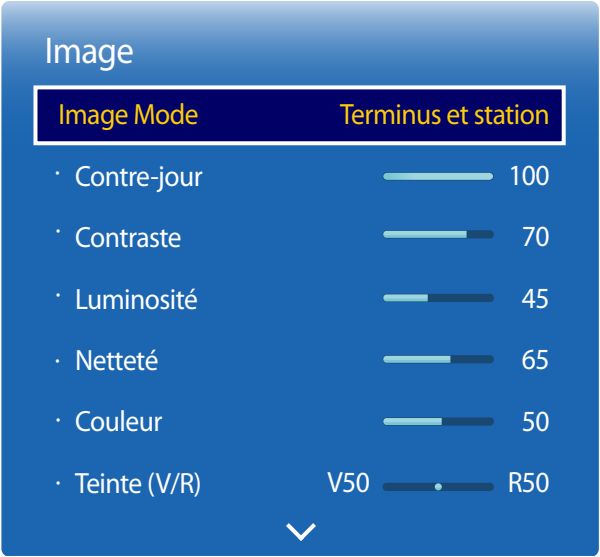 Image
Image Mode Terminus et station
· Contre-jour 100
· Contraste 70
· Luminosité 45
· Netteté 65
· Couleur 50
· Teinte (V/R) V50 R50